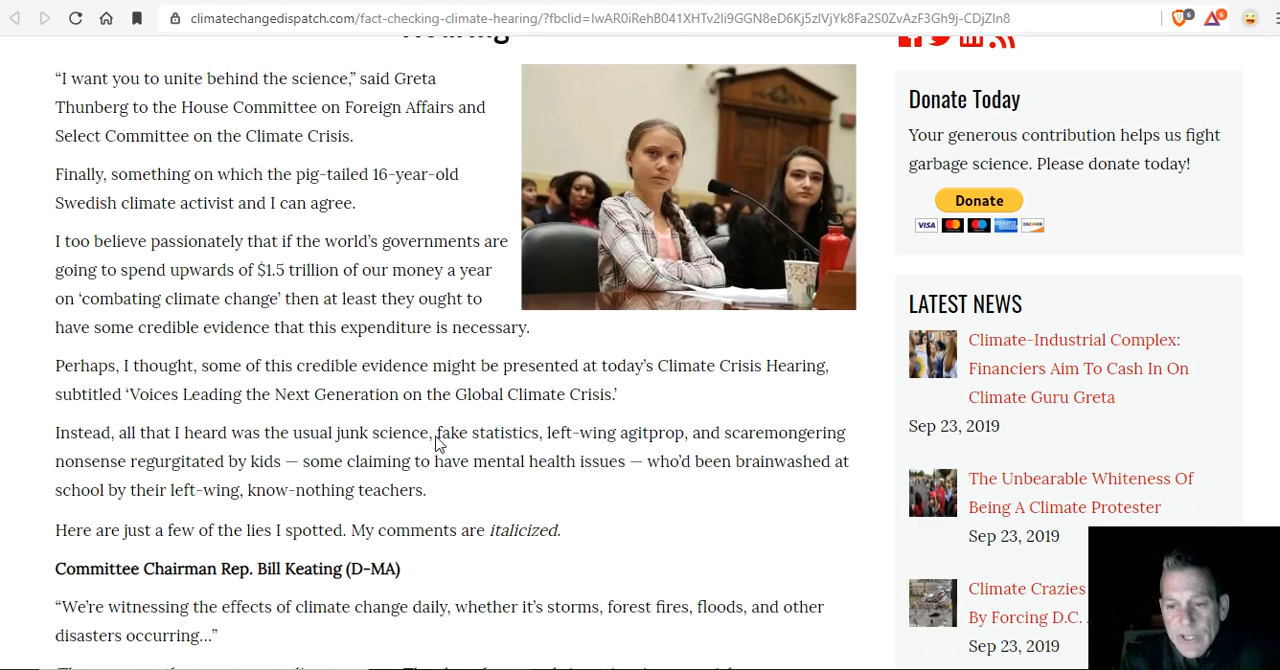 climatechangedispatch.com/fact-checking-climate-hearing/?fbclid=IwAR0iRehB041XHTv2Ii9GGN8eD6Kj5zlVjYk8Fa2S0ZvAzF3Gh9j-CDjZIn8
6
6
Hearing
“I want you to unite behind the science,” said Greta
Thunberg to the House Committee on Foreign Affairs and
Select Committee on the Climate Crisis.
Finally, something on which the pig-tailed 16-year-old
Swedish climate activist and I can agree.
I too believe passionately that if the world’s governments are
going to spend upwards of $1.5 trillion of our money a year
on ‘combating climate change’ then at least they ought to
have some credible evidence that this expenditure is necessary.
Perhaps, I thought, some of this credible evidence might be presented at today’s Climate Crisis Hearing,
subtitled ‘Voices Leading the Next Generation on the Global Climate Crisis.’
Instead, all that I heard was the usual junk science, fake statistics, left-wing agitprop, and scaremongering
nonsense regurgitated by kids — some claiming to have mental health issues — who’d been brainwashed at
school by their left-wing, know-nothing teachers.
Here are just a few of the lies I spotted. My comments are italicized.
Committee Chairman Rep. Bill Keating (D-MA)
“We’re witnessing the effects of climate change daily, whether it’s storms, forest fires, floods, and other
disasters occurring…”
Donate Today
Your generous contribution helps us fight
garbage science. Please donate today!
Donate
VISA
DISCOVER
LATEST NEWS
Climate-Industrial Complex:
Financiers Aim To Cash In On
Climate Guru Greta
Sep 23, 2019
The Unbearable Whiteness Of
Being A Climate Protester
Sep 23, 2019
Climate Crazies
By Forcing D.C.
Sep 23, 2019